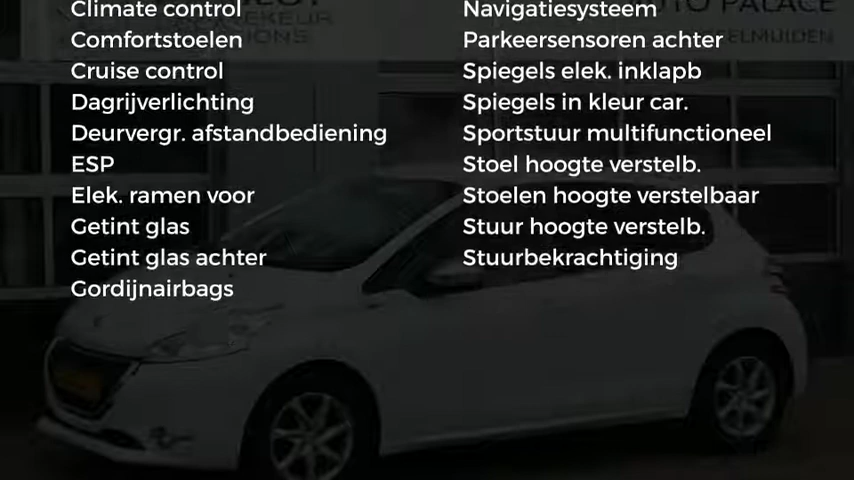 Climate control
Comfortstoelen
Cruise control
Dagrijverlichting
Deurvergr. afstandbediening
ESP
Elek. ramen voor
Getint glas
Getint glas achter
Gordijnairbags
Navigatiesysteem
Parkeersensoren achter
Spiegels elek. inklapb
Spiegels in kleur car.
Sportstuur multifunctioneel
Stoel hoogte verstelb.
Stoelen hoogte verstelbaar
Stuur hoogte verstelb.
Stuurbekrachtiging
PALACE